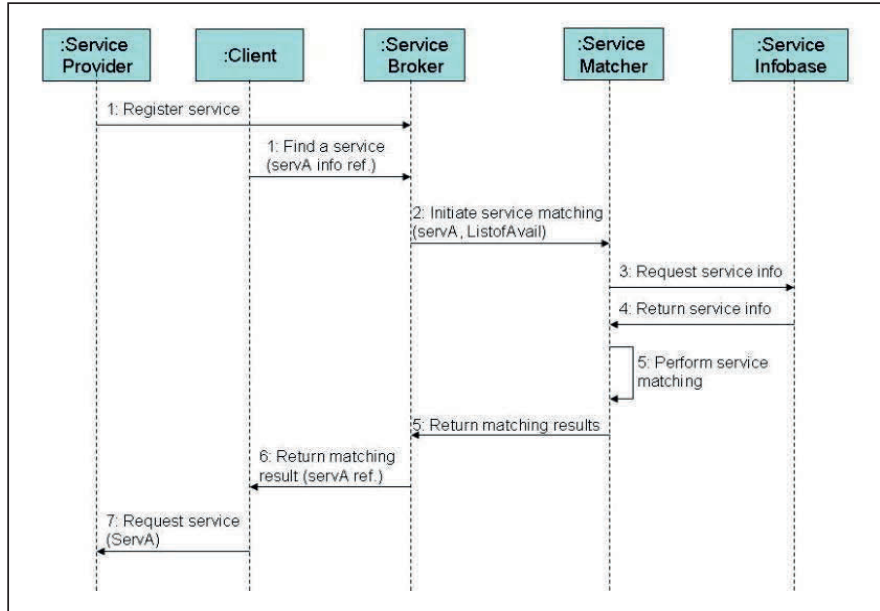 :Service
Provider
:Client
:Service
Broker
:Service
Matcher
:Service
Infobase
1: Register service
1: Find a service
(servA info ref.)
2: Initiate service matching
(servA, ListofAvail)
3: Request service info
4: Return service info
5: Perform service
matching
5: Return matching results
6: Return matching
result (servA ref.)
7: Request service
(ServA)